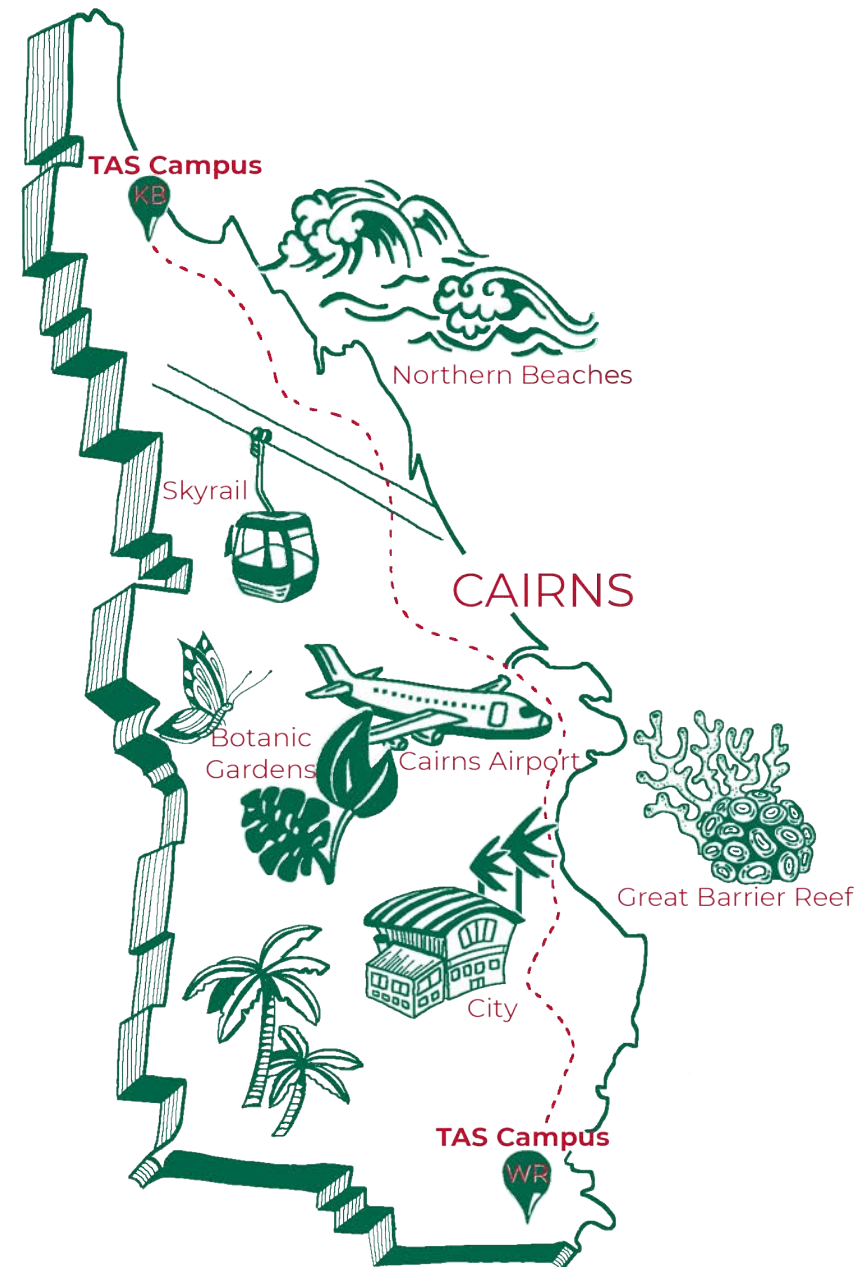 TAS Campus
KB
Northern Beaches
Skyrail
CAIRNS
Botanic
Gardens
Cairns Airport
Great Barrier Reef
City
TAS Campus
WR